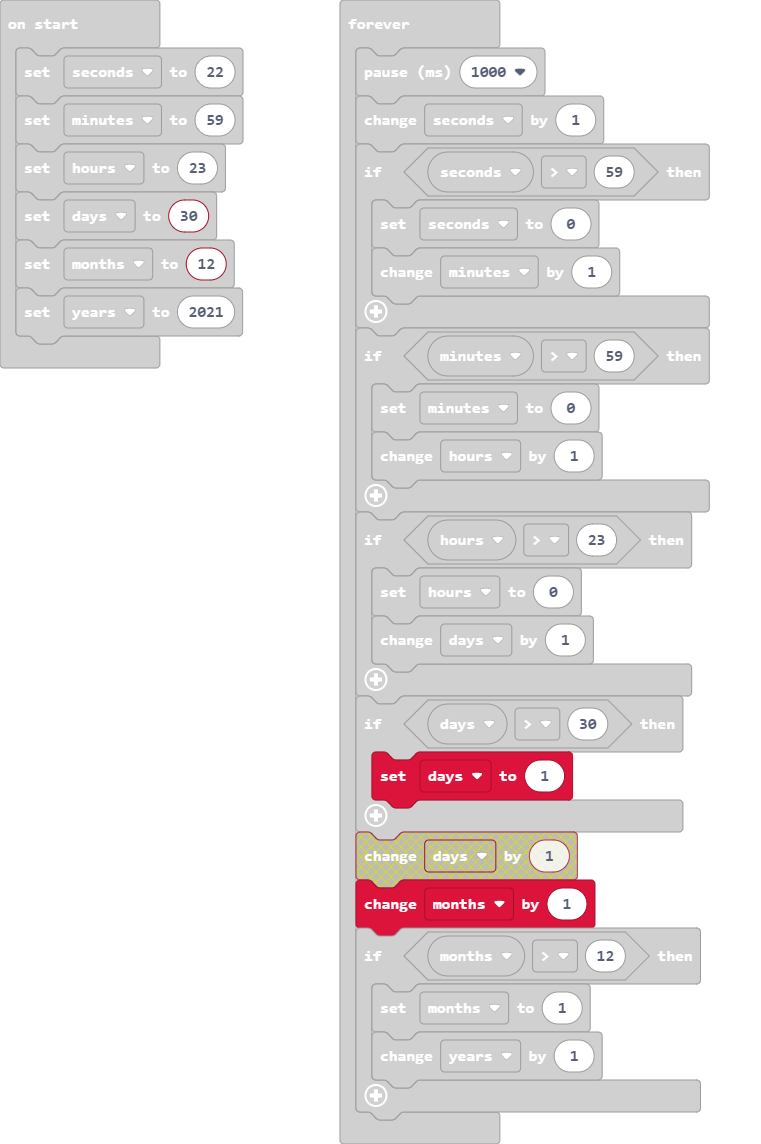 on start
set seconds to 22
set minutes to 59
set hours to 23
set days to 30
set months to 12
set years to 2021
forever
pause (ms) 1000
change seconds by 1
if seconds > 59 then
set seconds to 0
change minutes by 1
if minutes > 59 then
set minutes to 0
change hours by 1
if hours > 23 then
set hours to 0
change days by 1
if days > 30 then
set days to 1
change days by 1
change months by 1
if months > 12 then
set months to 1
change years by 1